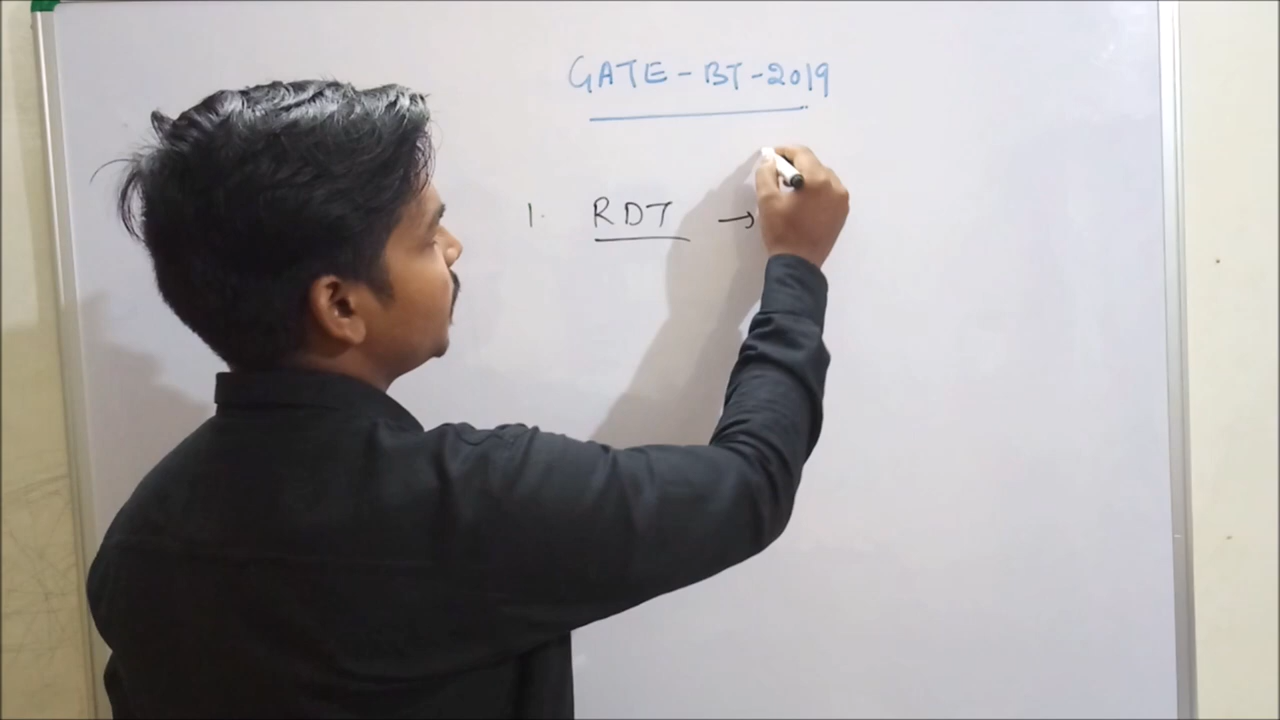 GATE-BT-2019
1. RDT →